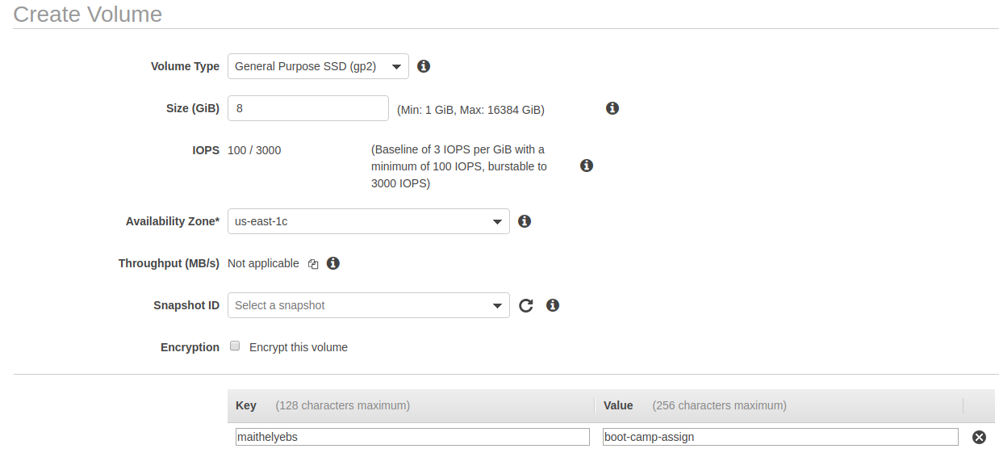 Create Volume
Volume Type General Purpose SSD (gp2)
Size (GiB) 8 (Min: 1 GiB, Max: 16384 GiB)
IOPS 100 / 3000 (Baseline of 3 IOPS per GiB with a
minimum of 100 IOPS, burstable to
3000 IOPS)
Availability Zone* us-east-1c
Throughput (MB/s) Not applicable
Snapshot ID Select a snapshot
Encryption Encrypt this volume
Key (128 characters maximum) Value (256 characters maximum)
maithelyebs boot-camp-assign